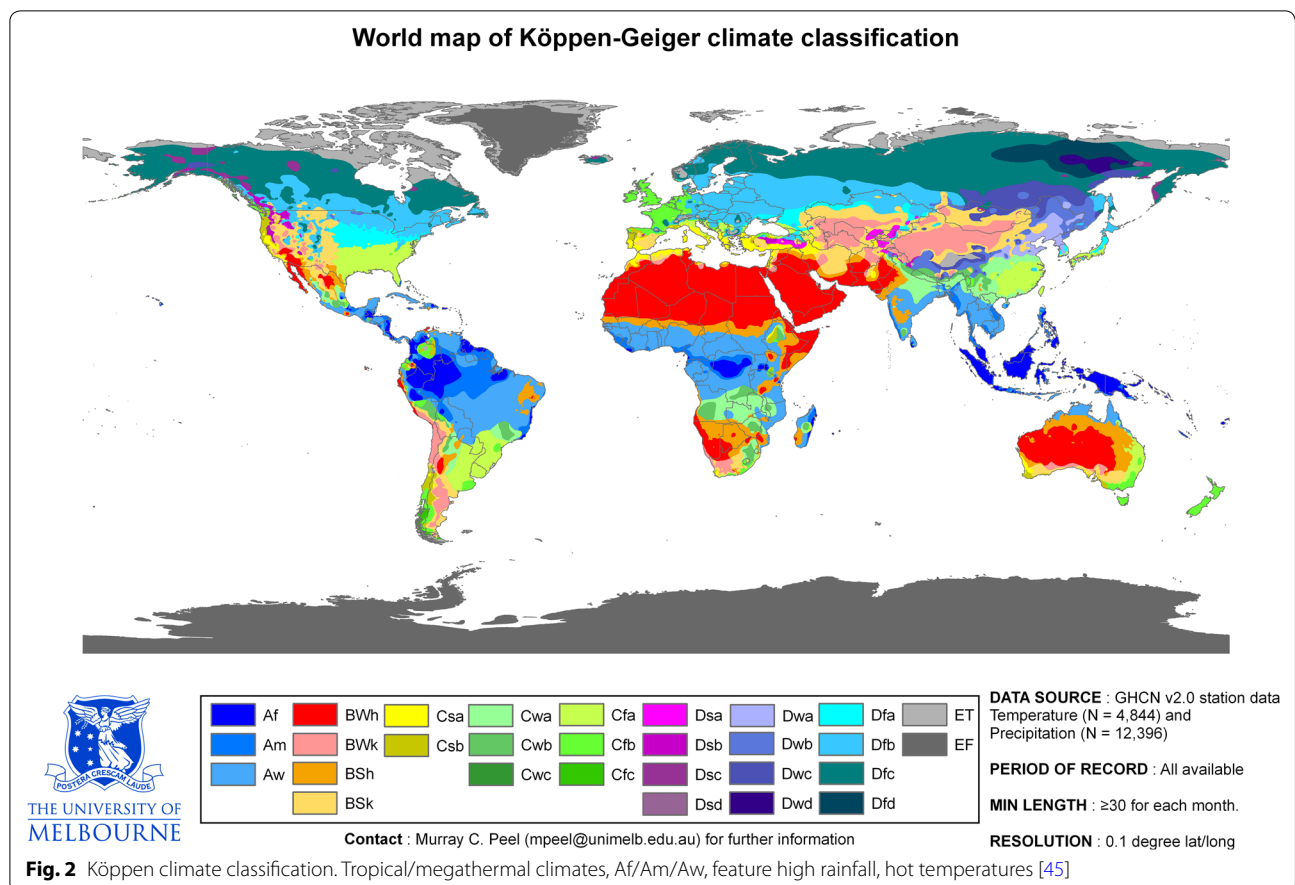 World map of Köppen-Geiger climate classification
Af
BWh
Csa
Cwa
Cfa
Dsa
Dwa
Dfa
ET
Am
BWk
Csb
Cwb
Cfb
Dsb
Dwb
Dfb
EF
Aw
BSh
Cwc
Cfc
Dsc
Dwc
Dfc
BSk
Dsd
Dwd
Dfd
POSTERA CRESCAM LAUDE
THE UNIVERSITY OF
MELBOURNE
DATA SOURCE : GHCN v2.0 station data
Temperature (N = 4,844) and
Precipitation (N = 12,396)
PERIOD OF RECORD : All available
MIN LENGTH : ≥30 for each month.
RESOLUTION : 0.1 degree lat/long
Contact : Murray C. Peel (mpeel@unimelb.edu.au) for further information
Fig. 2 Köppen climate classification. Tropical/megathermal climates, Af/Am/Aw, feature high rainfall, hot temperatures [45]